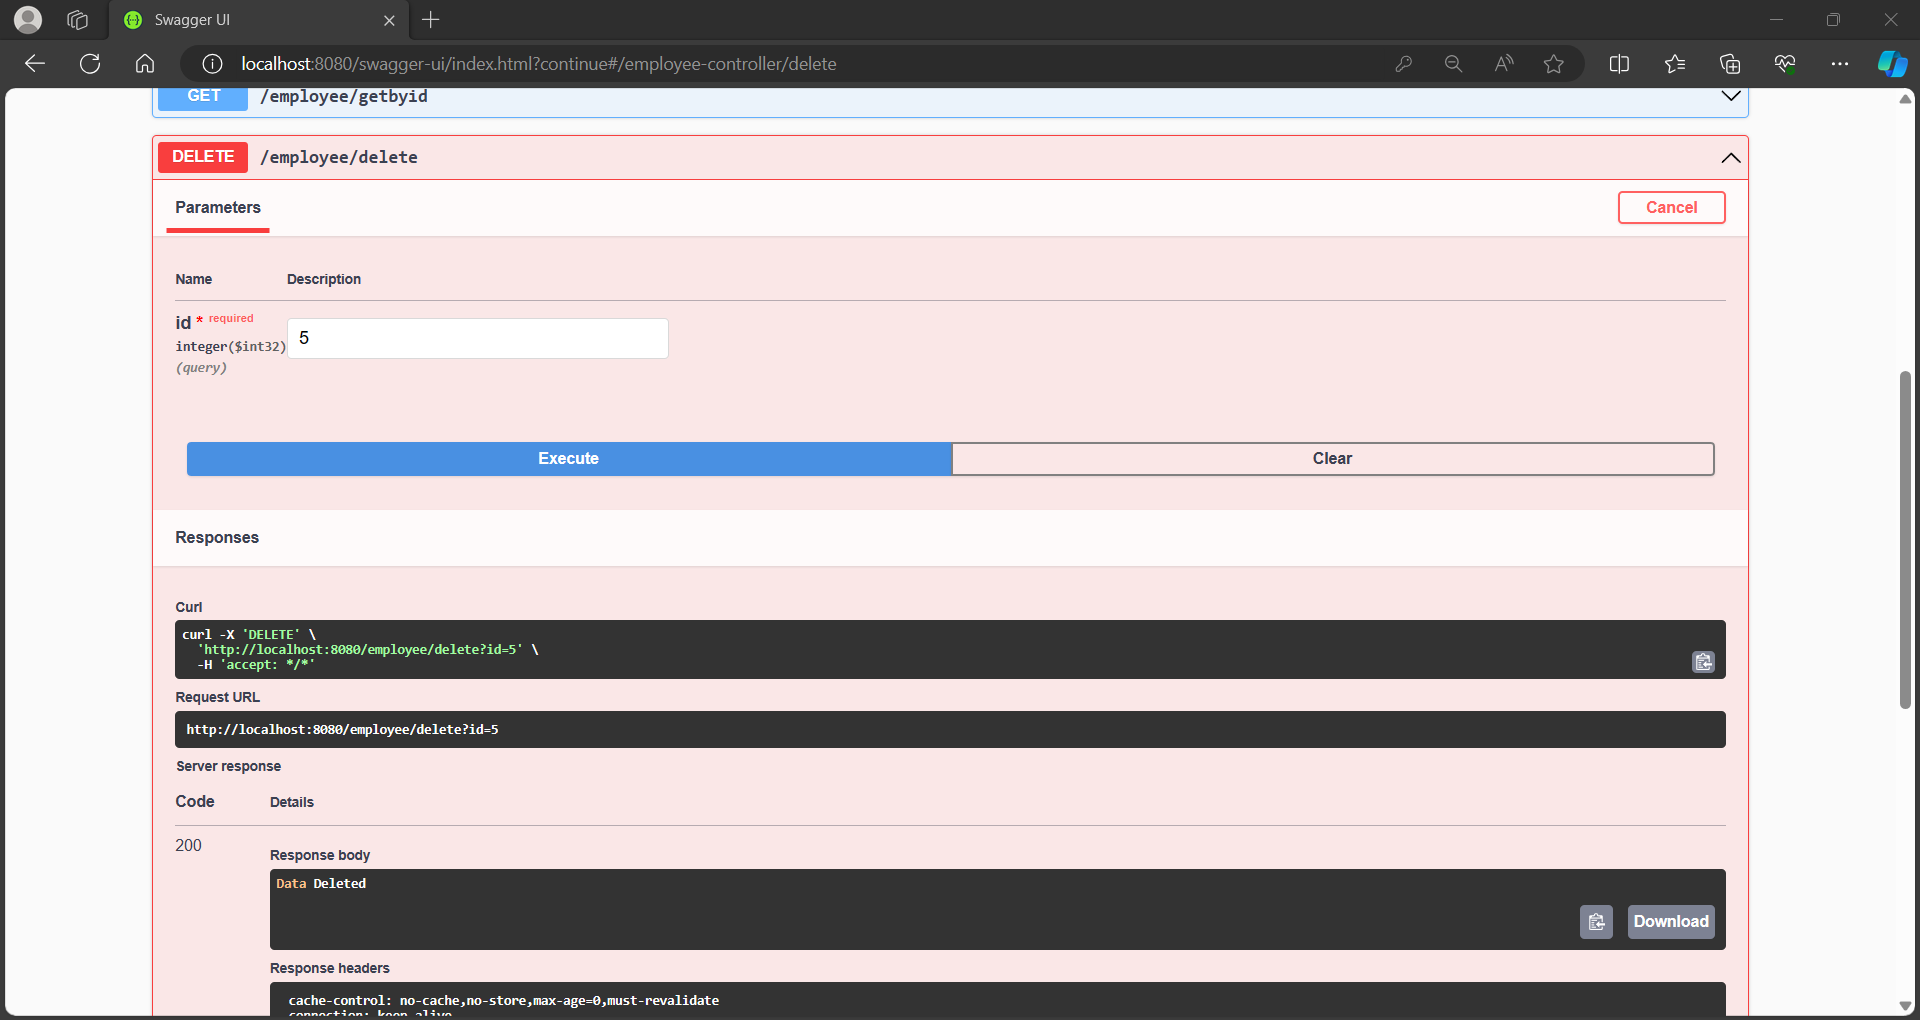 Swagger UI
localhost:8080/swagger-ui/index.html?continue#/employee-controller/delete
GET /employee/getbyid
DELETE /employee/delete
Parameters
Cancel
Name Description
id * required
integer($int32)
(query)
5
Execute
Clear
Responses
Curl
curl -X 'DELETE' \
'http://localhost:8080/employee/delete?id=5' \
-H 'accept: */*'
Request URL
http://localhost:8080/employee/delete?id=5
Server response
Code Details
200
Response body
Data Deleted
Download
Response headers
cache-control: no-cache,no-store,max-age=0,must-revalidate
connection: keep-alive